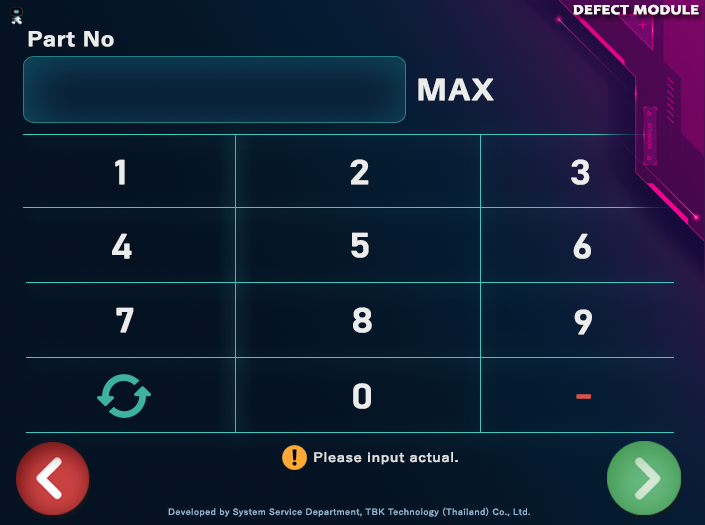 DEFECT MODULE
Part No
MAX
1 2 3
4 5 6
7 8 9
0 -
! Please input actual.
Developed by System Service Department, TBK Technology (Thailand) Co., Ltd.